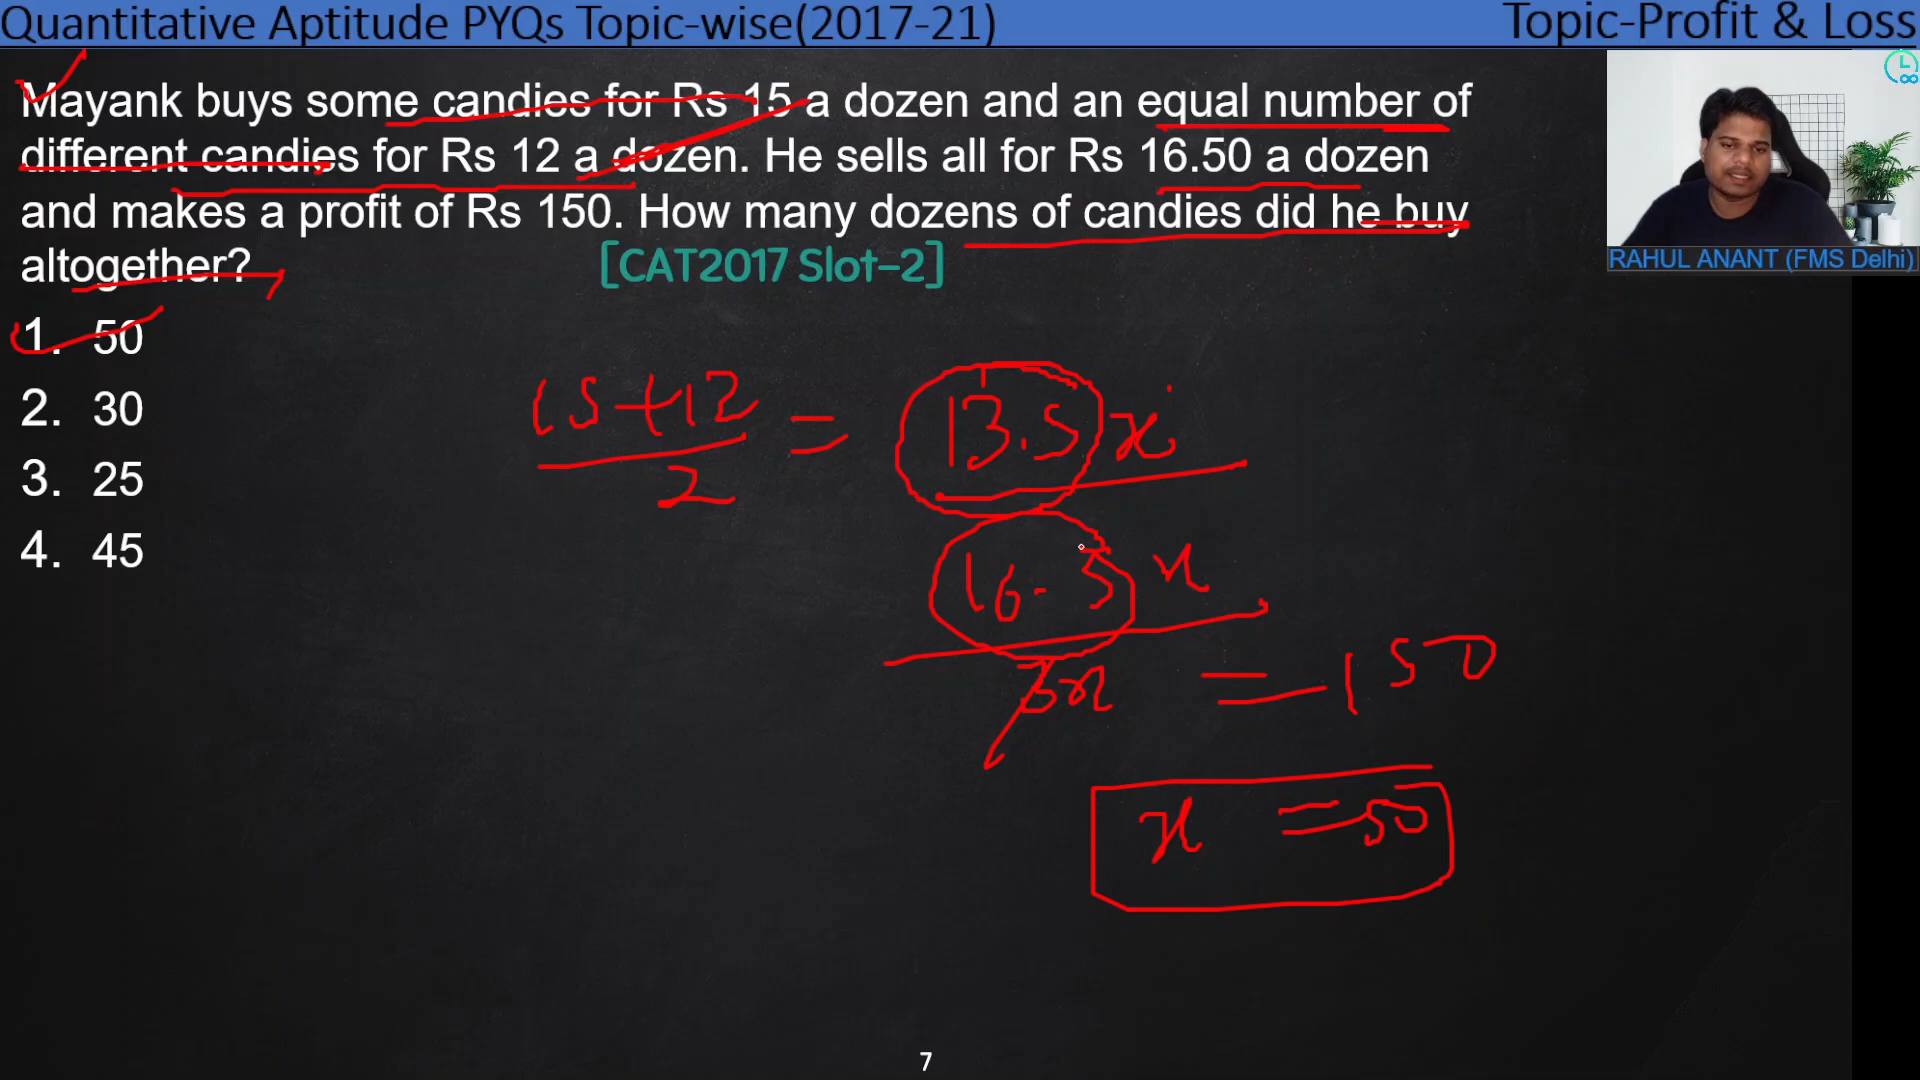 Quantitative Aptitude PYQs Topic-wise(2017-21)
Topic-Profit & Loss
Mayank buys some candies for Rs 15 a dozen and an equal number of
different candies for Rs 12 a dozen. He sells all for Rs 16.50 a dozen
and makes a profit of Rs 150. How many dozens of candies did he buy
altogether?
[CAT2017 Slot-2]
RAHUL ANANT (FMS Delhi)
1. 50
2. 30
3. 25
4. 45
15+12
2
= 13.5x
16.5 x
3x = 150
x = 50
7